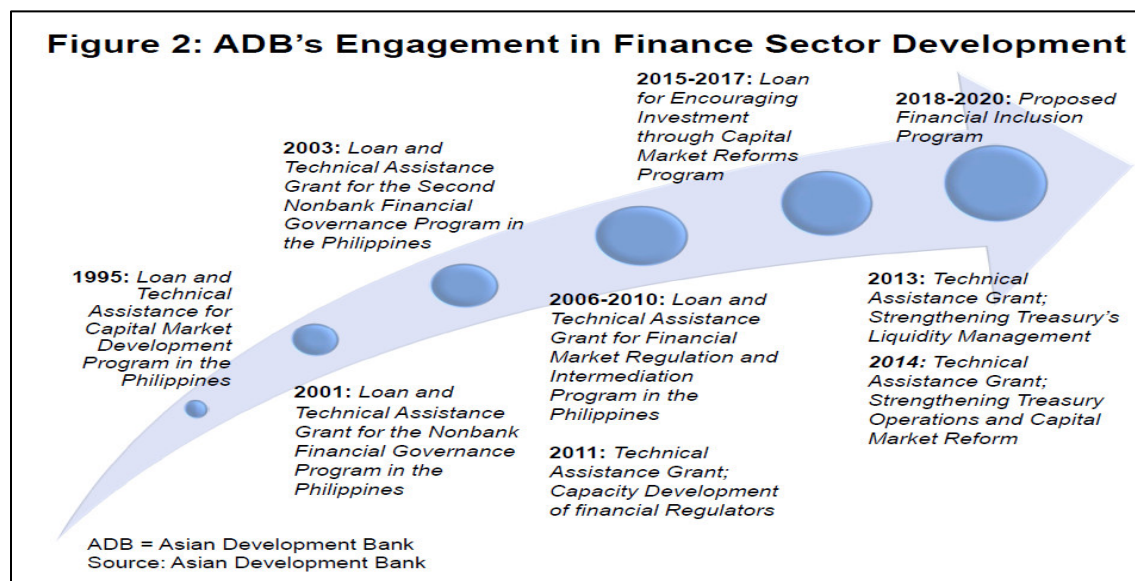 Figure 2: ADB's Engagement in Finance Sector Development
1995: Loan and
Technical
Assistance for
Capital Market
Development
Program in the
Philippines
2001: Loan and
Technical Assistance
Grant for the Nonbank
Financial Governance
Program in the
Philippines
2003: Loan and
Technical Assistance
Grant for the Second
Nonbank Financial
Governance Program in
the Philippines
2006-2010: Loan and
Technical Assistance
Grant for Financial
Market Regulation and
Intermediation
Program in the
Philippines
2011: Technical
Assistance Grant;
Capacity Development
of financial Regulators
2013: Technical
Assistance Grant;
Strengthening Treasury's
Liquidity Management
2014: Technical
Assistance Grant;
Strengthening Treasury
Operations and Capital
Market Reform
2015-2017: Loan
for Encouraging
Investment
through Capital
Market Reforms
Program
2018-2020: Proposed
Financial Inclusion
Program
ADB = Asian Development Bank
Source: Asian Development Bank